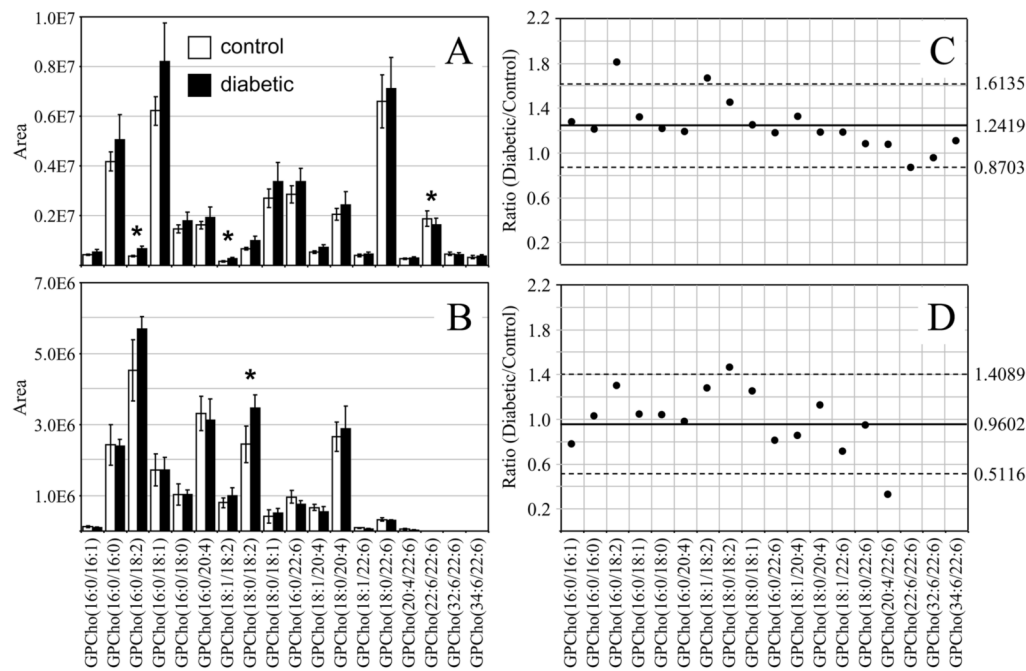 A
control
diabetic
Area
1.0E7
0.8E7
0.6E7
0.4E7
0.2E7
*
*
*
C
Ratio (Diabetic/Control)
2.2
1.8
1.4
1.0
0.6
0.2
1.6135
1.2419
0.8703
B
Area
7.0E6
5.0E6
3.0E6
1.0E6
*
GPCho(16:0/16:1)
GPCho(16:0/16:0)
GPCho(16:0/18:2)
GPCho(16:0/18:1)
GPCho(16:0/18:0)
GPCho(16:0/20:4)
GPCho(18:1/18:2)
GPCho(18:0/18:2)
GPCho(18:0/18:1)
GPCho(16:0/22:6)
GPCho(18:1/20:4)
GPCho(18:0/20:4)
GPCho(18:1/22:6)
GPCho(18:0/22:6)
GPCho(20:4/22:6)
GPCho(22:6/22:6)
GPCho(32:6/22:6)
GPCho(34:6/22:6)
D
Ratio (Diabetic/Control)
2.2
1.8
1.4
1.0
0.6
0.2
1.4089
0.9602
0.5116
GPCho(16:0/16:1)
GPCho(16:0/16:0)
GPCho(16:0/18:2)
GPCho(16:0/18:1)
GPCho(16:0/18:0)
GPCho(16:0/20:4)
GPCho(18:1/18:2)
GPCho(18:0/18:2)
GPCho(18:0/18:1)
GPCho(16:0/22:6)
GPCho(18:1/20:4)
GPCho(18:0/20:4)
GPCho(18:1/22:6)
GPCho(18:0/22:6)
GPCho(20:4/22:6)
GPCho(22:6/22:6)
GPCho(32:6/22:6)
GPCho(34:6/22:6)